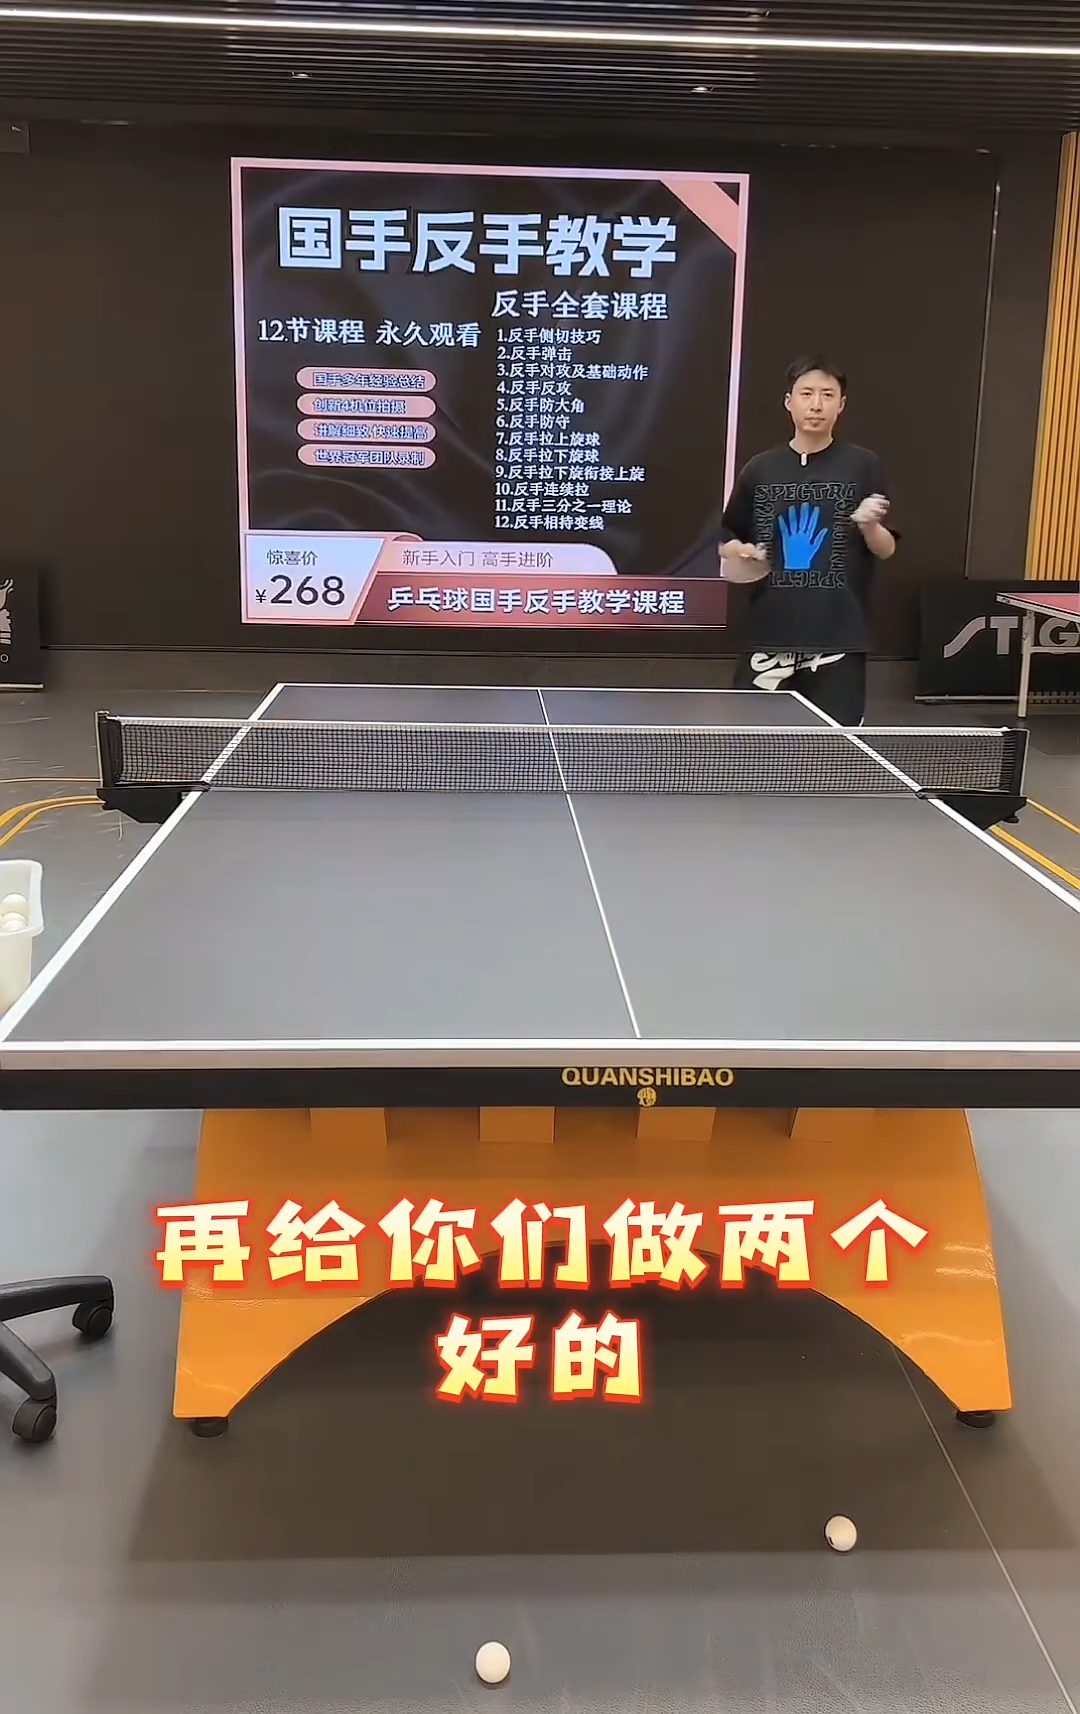 国手反手教学
反手全套课程
12节课程 永久观看
国手多年经验总结
创新4机位拍摄
讲解细致 快速提高
世界冠军团队录制
1.反手侧切技巧
2.反手弹击
3.反手对攻及基础动作
4.反手反攻
5.反手防大角
6.反手防守
7.反手拉上旋球
8.反手拉下旋球
9.反手拉下旋衔接上旋
10.反手连续拉
11.反手三分之一理论
12.反手相持变线
惊喜价
¥268
新手入门 高手进阶
乒乓球国手反手教学课程
SPECTRA
STIG
QUANSHIBAO
再给你们做两个
好的